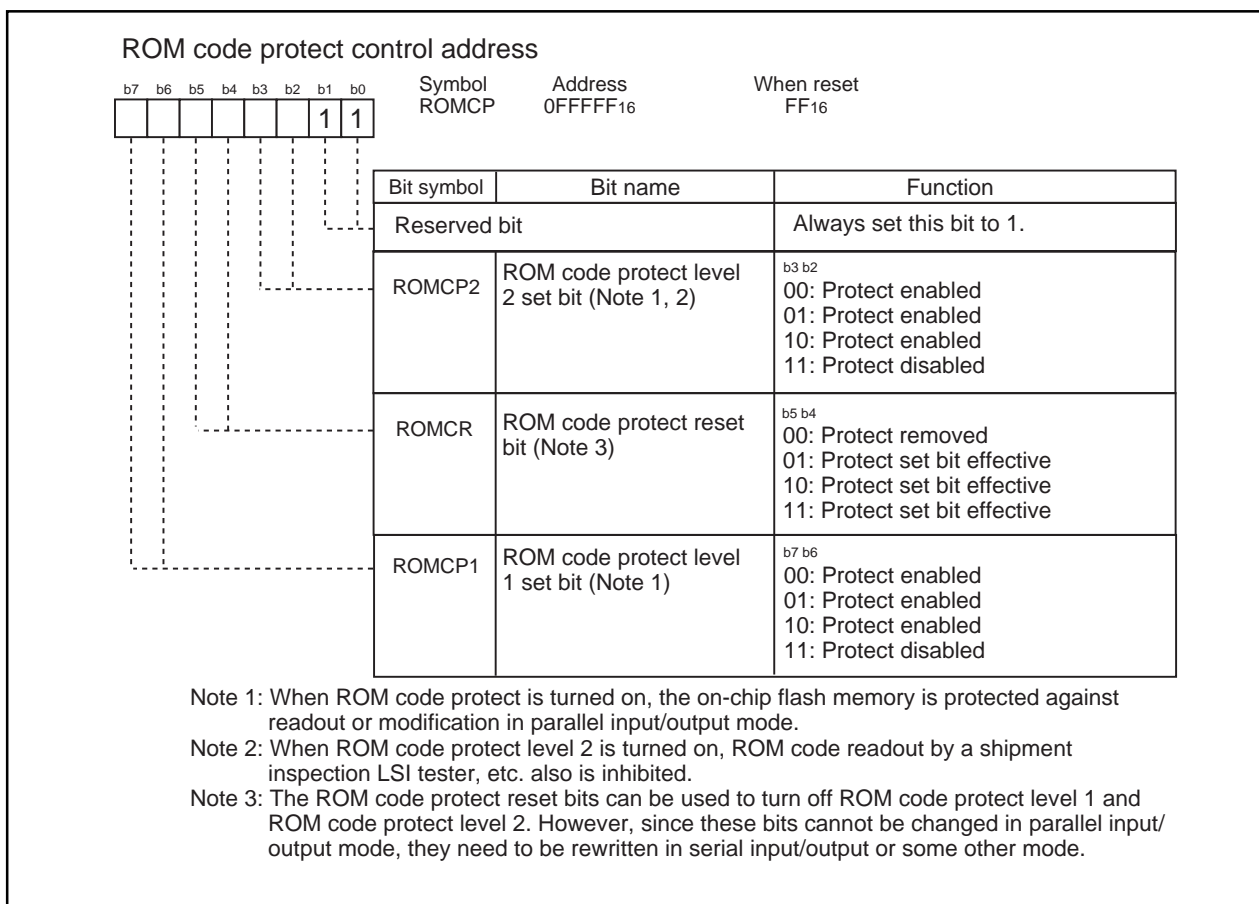 ROM code protect control address
b7 b6 b5 b4 b3 b2 b1 b0
1 1
Symbol Address When reset
ROMCP 0FFFFF16 FF16
Bit symbol Bit name Function
Reserved bit Always set this bit to 1.
ROMCP2 ROM code protect level
2 set bit (Note 1, 2)
b3 b2
00: Protect enabled
01: Protect enabled
10: Protect enabled
11: Protect disabled
ROMCR ROM code protect reset
bit (Note 3)
b5 b4
00: Protect removed
01: Protect set bit effective
10: Protect set bit effective
11: Protect set bit effective
ROMCP1 ROM code protect level
1 set bit (Note 1)
b7 b6
00: Protect enabled
01: Protect enabled
10: Protect enabled
11: Protect disabled
Note 1: When ROM code protect is turned on, the on-chip flash memory is protected against
readout or modification in parallel input/output mode.
Note 2: When ROM code protect level 2 is turned on, ROM code readout by a shipment
inspection LSI tester, etc. also is inhibited.
Note 3: The ROM code protect reset bits can be used to turn off ROM code protect level 1 and
ROM code protect level 2. However, since these bits cannot be changed in parallel input/
output mode, they need to be rewritten in serial input/output or some other mode.